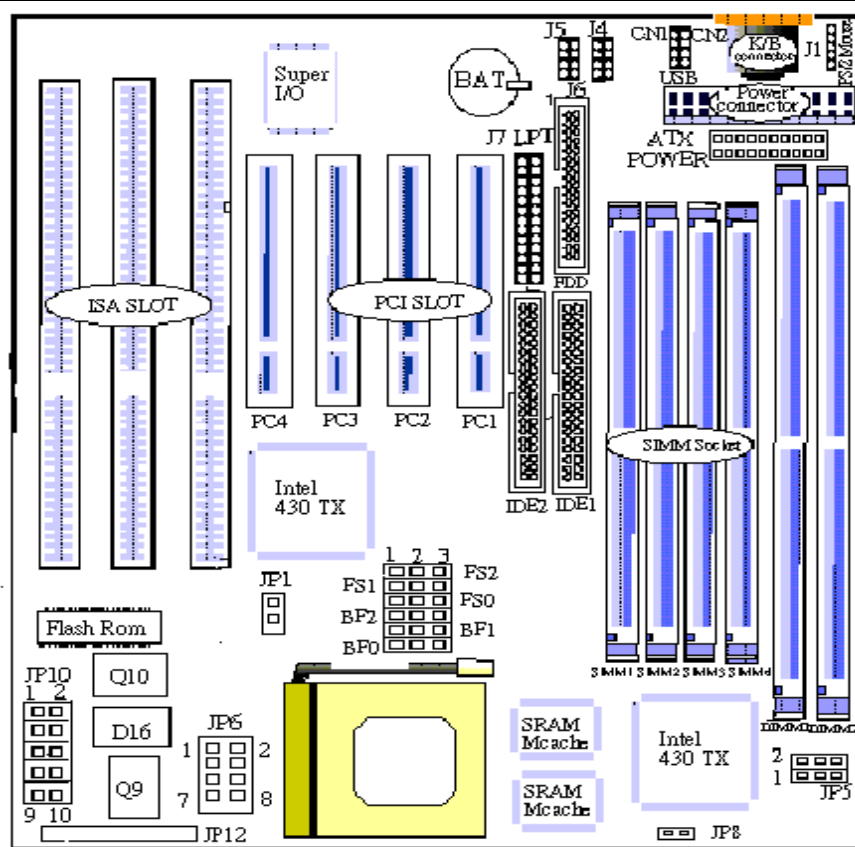 J5 J4
CN1 CN2
K/B
connector
J1
PS/2 Mouse
Super
I/O
BAT
USB
J6
1
Power
connector
J7 LPT
ATX
POWER
FDD
ISA SLOT
PCI SLOT
PC4 PC3 PC2 PC1
SIMM Socket
IDE2 IDE1
Intel
430 TX
1 2 3
FS2
FS1
FS0
BF2
BF1
BF0
JP1
Flash Rom
SIMM1 SIMM2 SIMM3 SIMM4
JP10
1 2
Q10
D16
JP6
1 2
7 8
Q9
9 10
JP12
SRAM
Mcache
SRAM
Mcache
Intel
430 TX
2
1
JP5
JP8